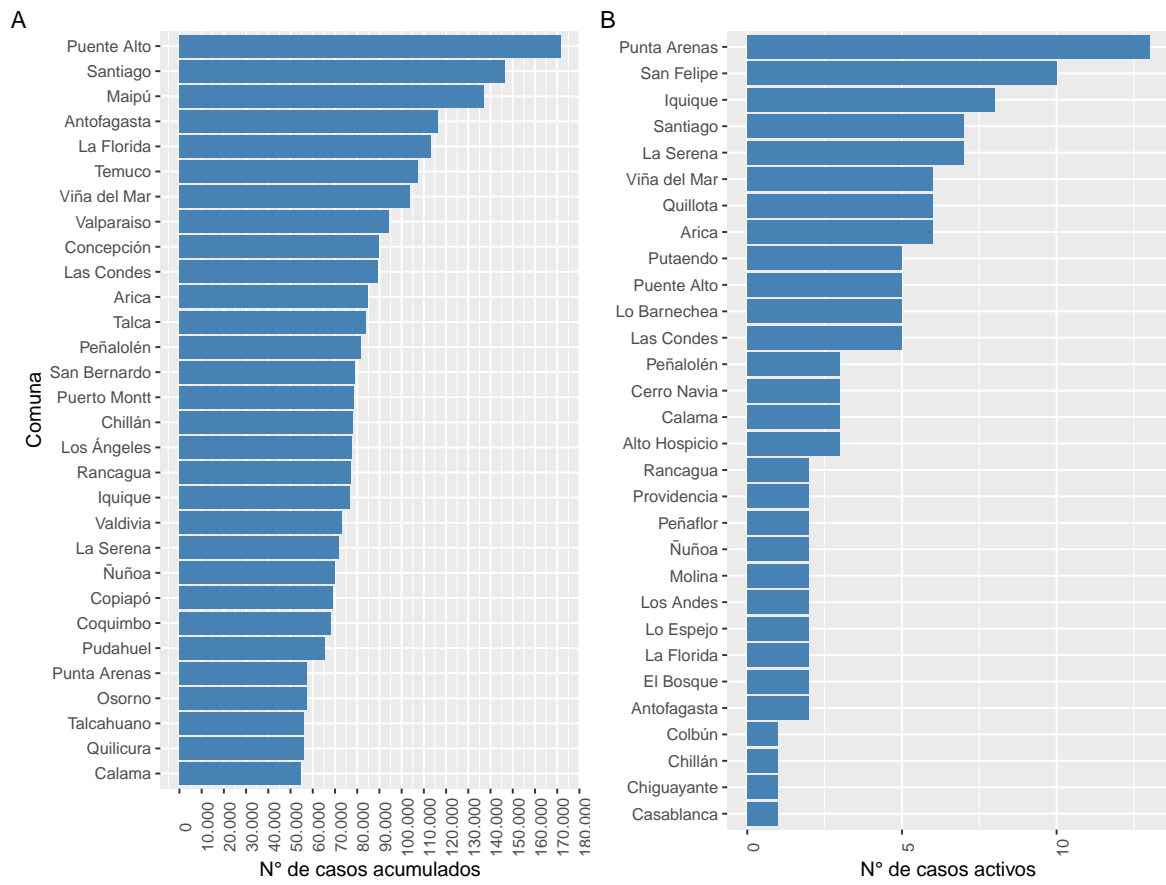 A
Puente Alto
Santiago
Maipú
Antofagasta
La Florida
Temuco
Viña del Mar
Valparaiso
Concepción
Las Condes
Arica
Talca
Peñalolén
San Bernardo
Puerto Montt
Chillán
Los Ángeles
Rancagua
Iquique
Valdivia
La Serena
Ñuñoa
Copiapó
Coquimbo
Pudahuel
Punta Arenas
Osorno
Talcahuano
Quilicura
Calama
Comuna
0
10.000
20.000
30.000
40.000
50.000
60.000
70.000
80.000
90.000
100.000
110.000
120.000
130.000
140.000
150.000
160.000
170.000
180.000
N° de casos acumulados
B
Punta Arenas
San Felipe
Iquique
Santiago
La Serena
Viña del Mar
Quillota
Arica
Putaendo
Puente Alto
Lo Barnechea
Las Condes
Peñalolén
Cerro Navia
Calama
Alto Hospicio
Rancagua
Providencia
Peñaflor
Ñuñoa
Molina
Los Andes
Lo Espejo
La Florida
El Bosque
Antofagasta
Colbún
Chillán
Chiguayante
Casablanca
0
5
10
N° de casos activos